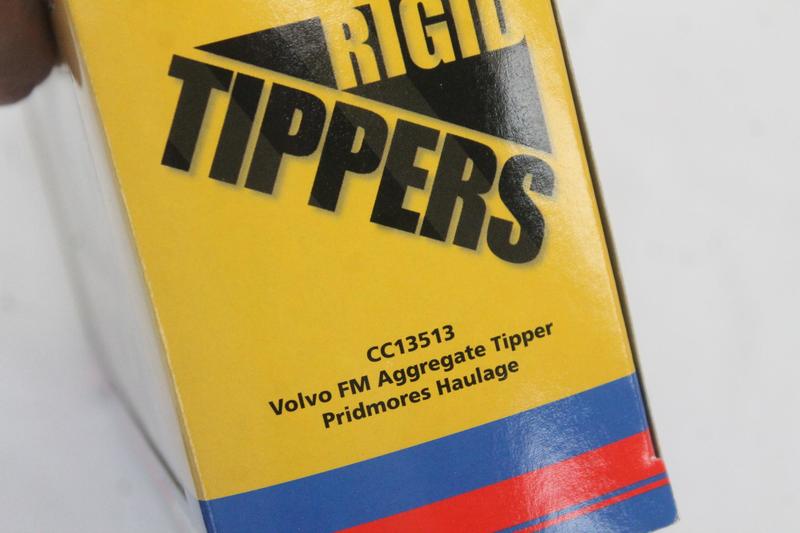 RIGID
TIPPERS
CC13513
Volvo FM Aggregate Tipper
Pridmores Haulage